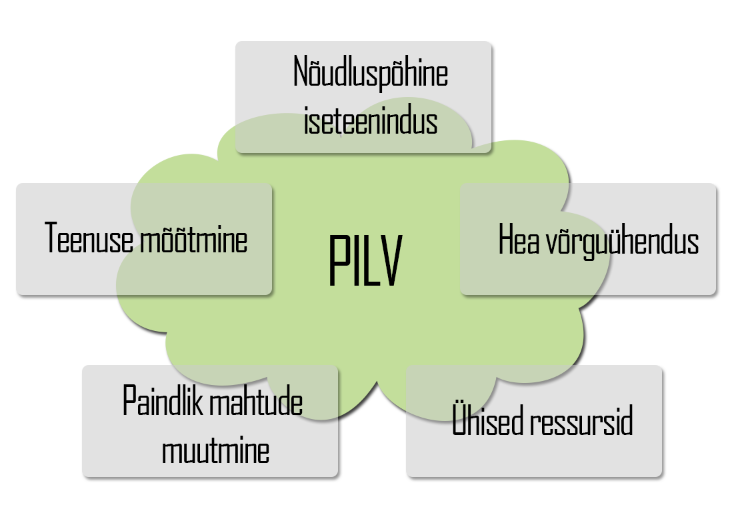 Nõudluspõhine
iseteenindus
Teenuse mõõtmine
PILV
Hea võrguühendus
Paindlik mahtude
muutmine
Ühised ressursid